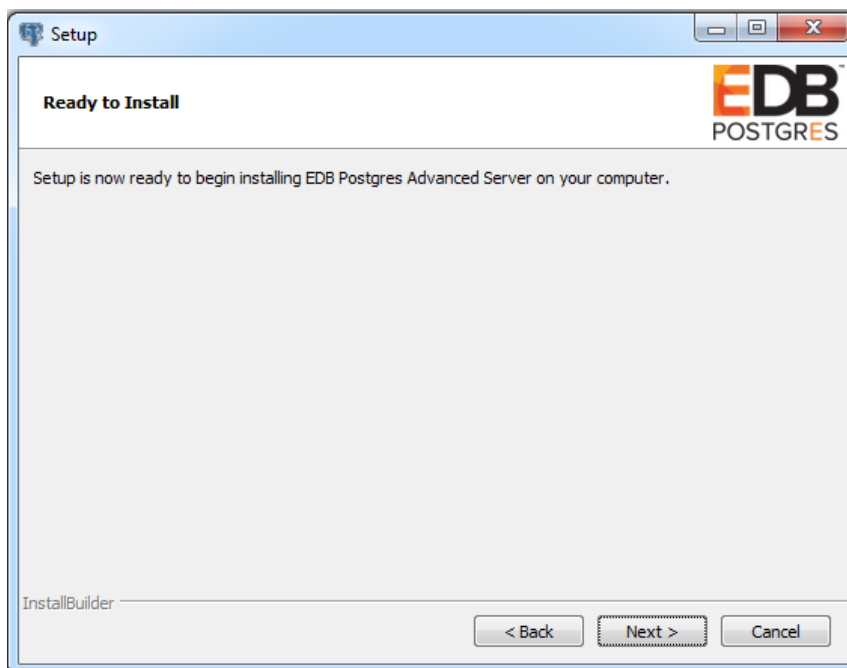 Setup
Ready to Install
EDB™
POSTGRES
Setup is now ready to begin installing EDB Postgres Advanced Server on your computer.
InstallBuilder
< Back
Next >
Cancel